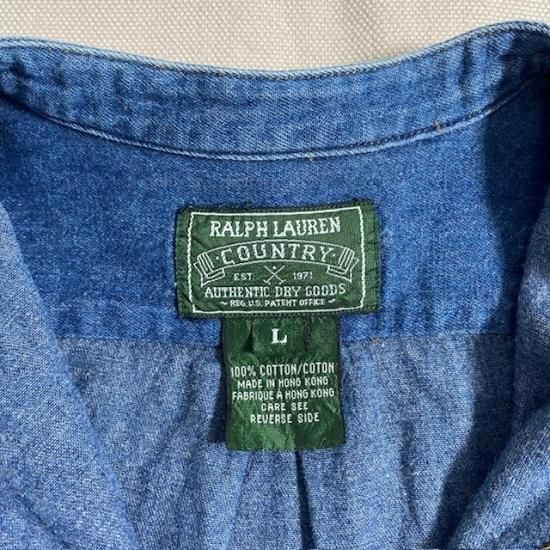 RALPH LAUREN
COUNTRY
EST. 1971
AUTHENTIC DRY GOODS
REG. U.S. PATENT OFFICE
L
100% COTTON/COTON
MADE IN HONG KONG
FABRIQUE A HONG KONG
CARE SEE
REVERSE SIDE